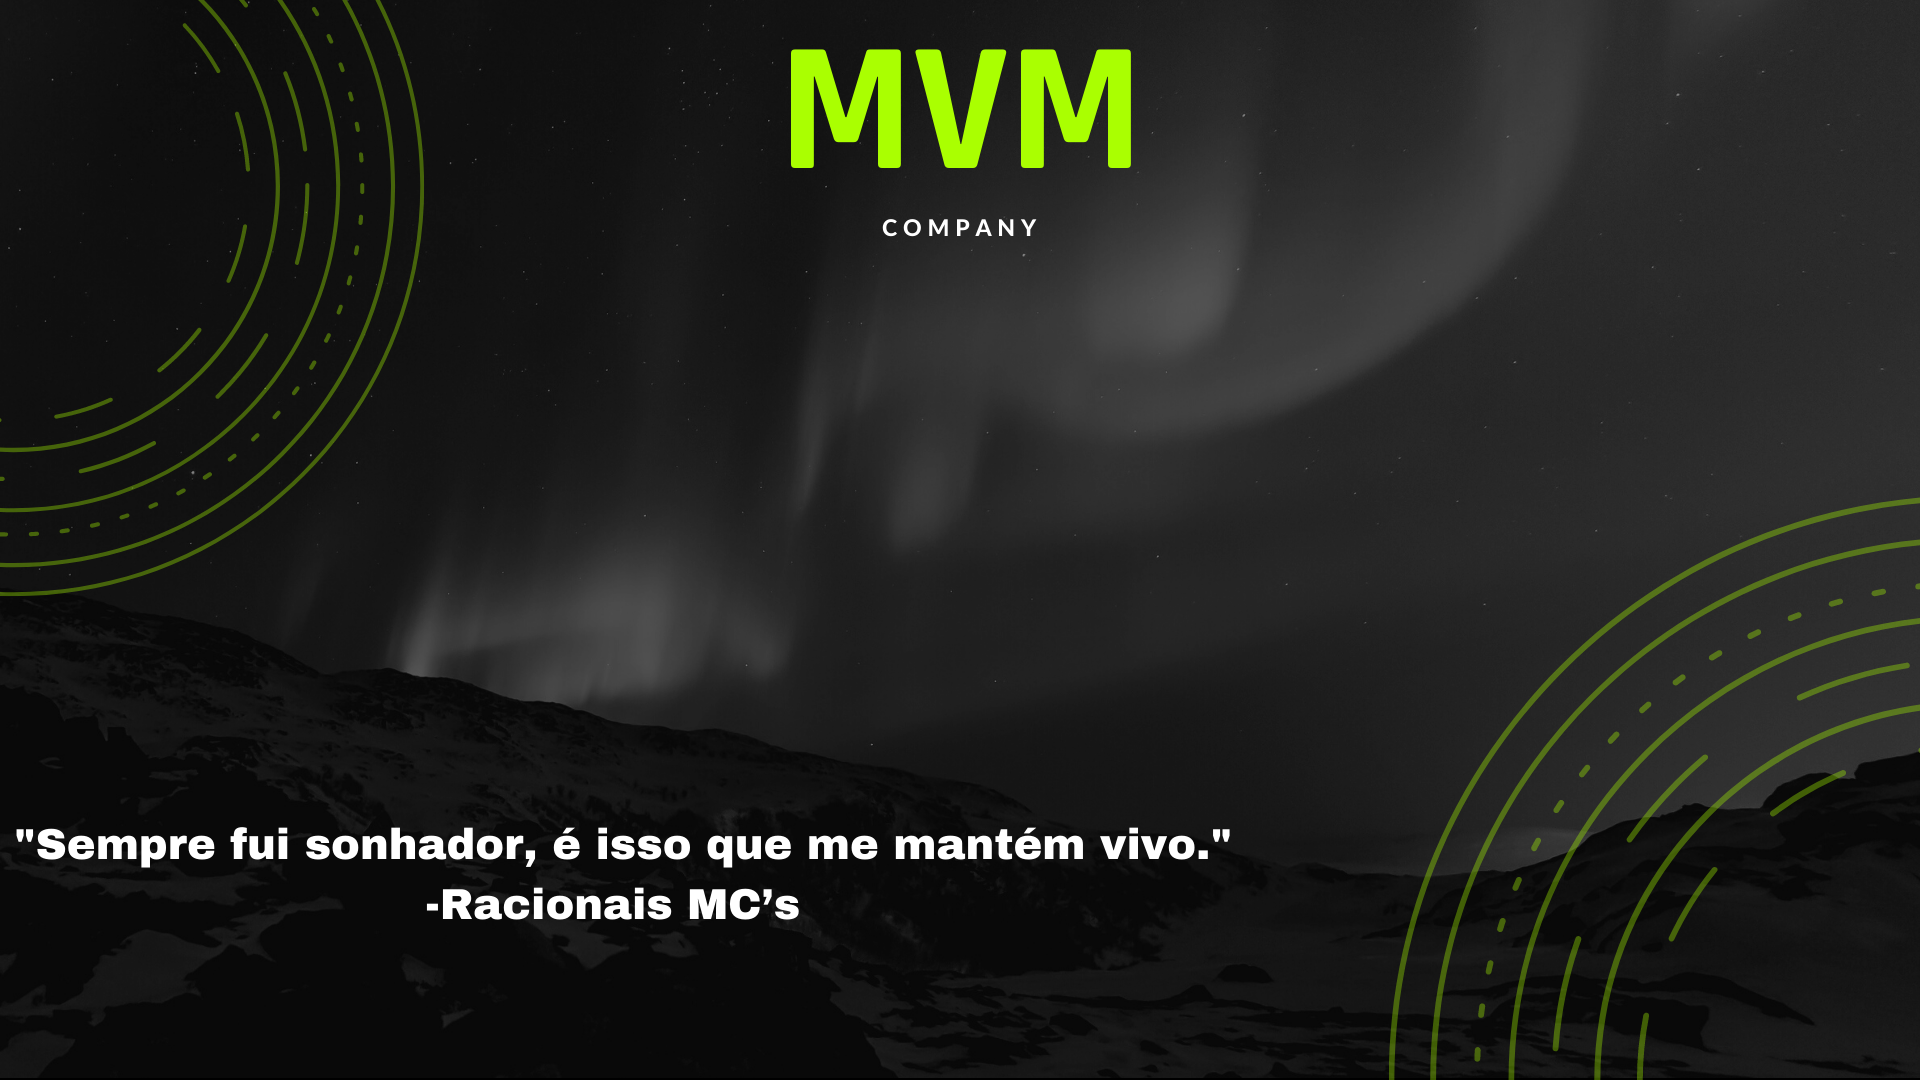 MVM
COMPANY
"Sempre fui sonhador, é isso que me mantém vivo."
-Racionais MC’s